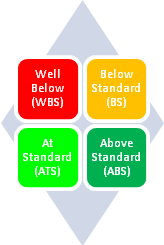 Well
Below
(WBS)
Below
Standard
(BS)
At
Standard
(ATS)
Above
Standard
(ABS)